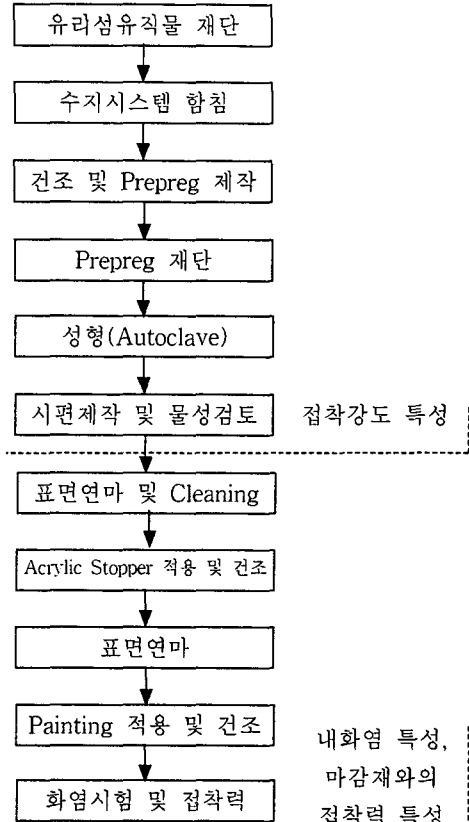 유리섬유직물 재단
수지시스템 함침
건조 및 Prepreg 제작
Prepreg 재단
성형(Autoclave)
시편제작 및 물성검토
접착강도 특성
표면연마 및 Cleaning
Acrylic Stopper 적용 및 건조
표면연마
Painting 적용 및 건조
내화염 특성,
마감재와의
접착력 특성
화염시험 및 접착력